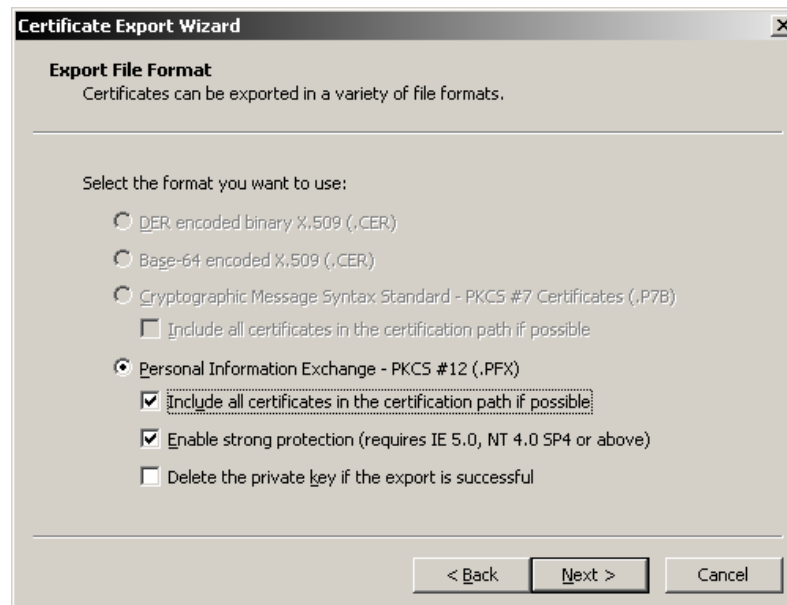 Certificate Export Wizard
Export File Format
Certificates can be exported in a variety of file formats.
Select the format you want to use:
DER encoded binary X.509 (.CER)
Base-64 encoded X.509 (.CER)
Cryptographic Message Syntax Standard - PKCS #7 Certificates (.P7B)
Include all certificates in the certification path if possible
Personal Information Exchange - PKCS #12 (.PFX)
Include all certificates in the certification path if possible
Enable strong protection (requires IE 5.0, NT 4.0 SP4 or above)
Delete the private key if the export is successful
< Back Next > Cancel